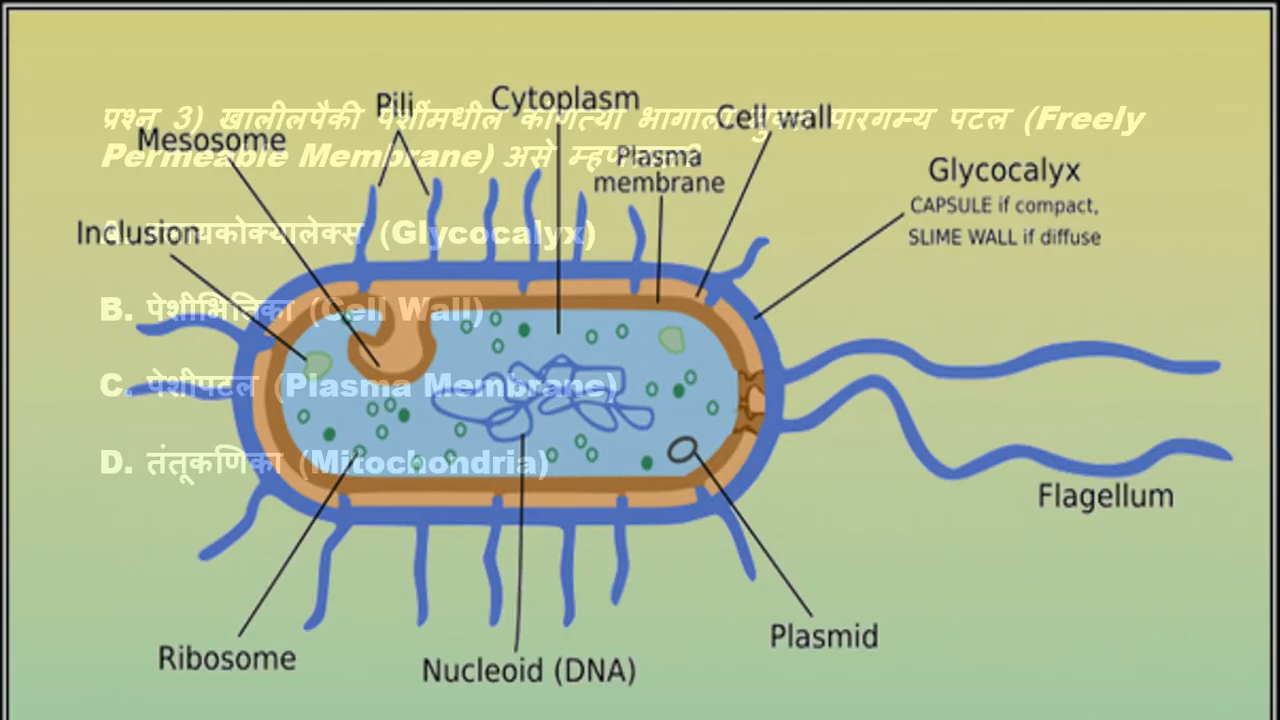 Pili
Cytoplasm
Cell wall
Mesosome
Plasma
membrane
Glycocalyx
CAPSULE if compact,
SLIME WALL if diffuse
Inclusion
Flagellum
Ribosome
Nucleoid (DNA)
Plasmid
प्रश्न 3) खालीलपैकी पेशींमधील कोणत्या भागाला पारगम्य पटल (Freely
Permeable Membrane) असे
(Glycocalyx)
B. पेशीभित्तिका (Cell Wall)
C. पेशीपटल (Plasma Membrane)
D. तंतूकणिका (Mitochondria)